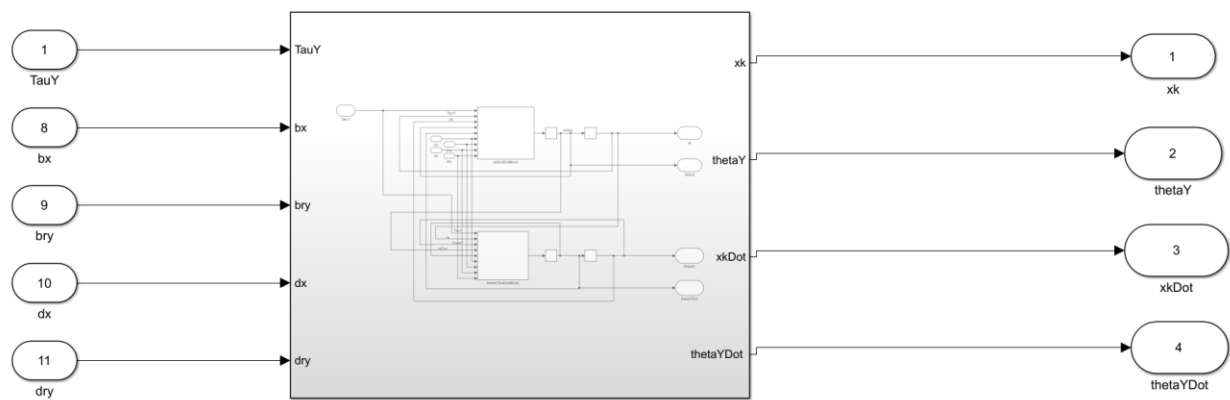 1
TauY
8
bx
9
bry
10
dx
11
dry
TauY
bx
bry
dx
dry
xk
thetaY
xkDot
thetaYDot
1
xk
2
thetaY
3
xkDot
4
thetaYDot